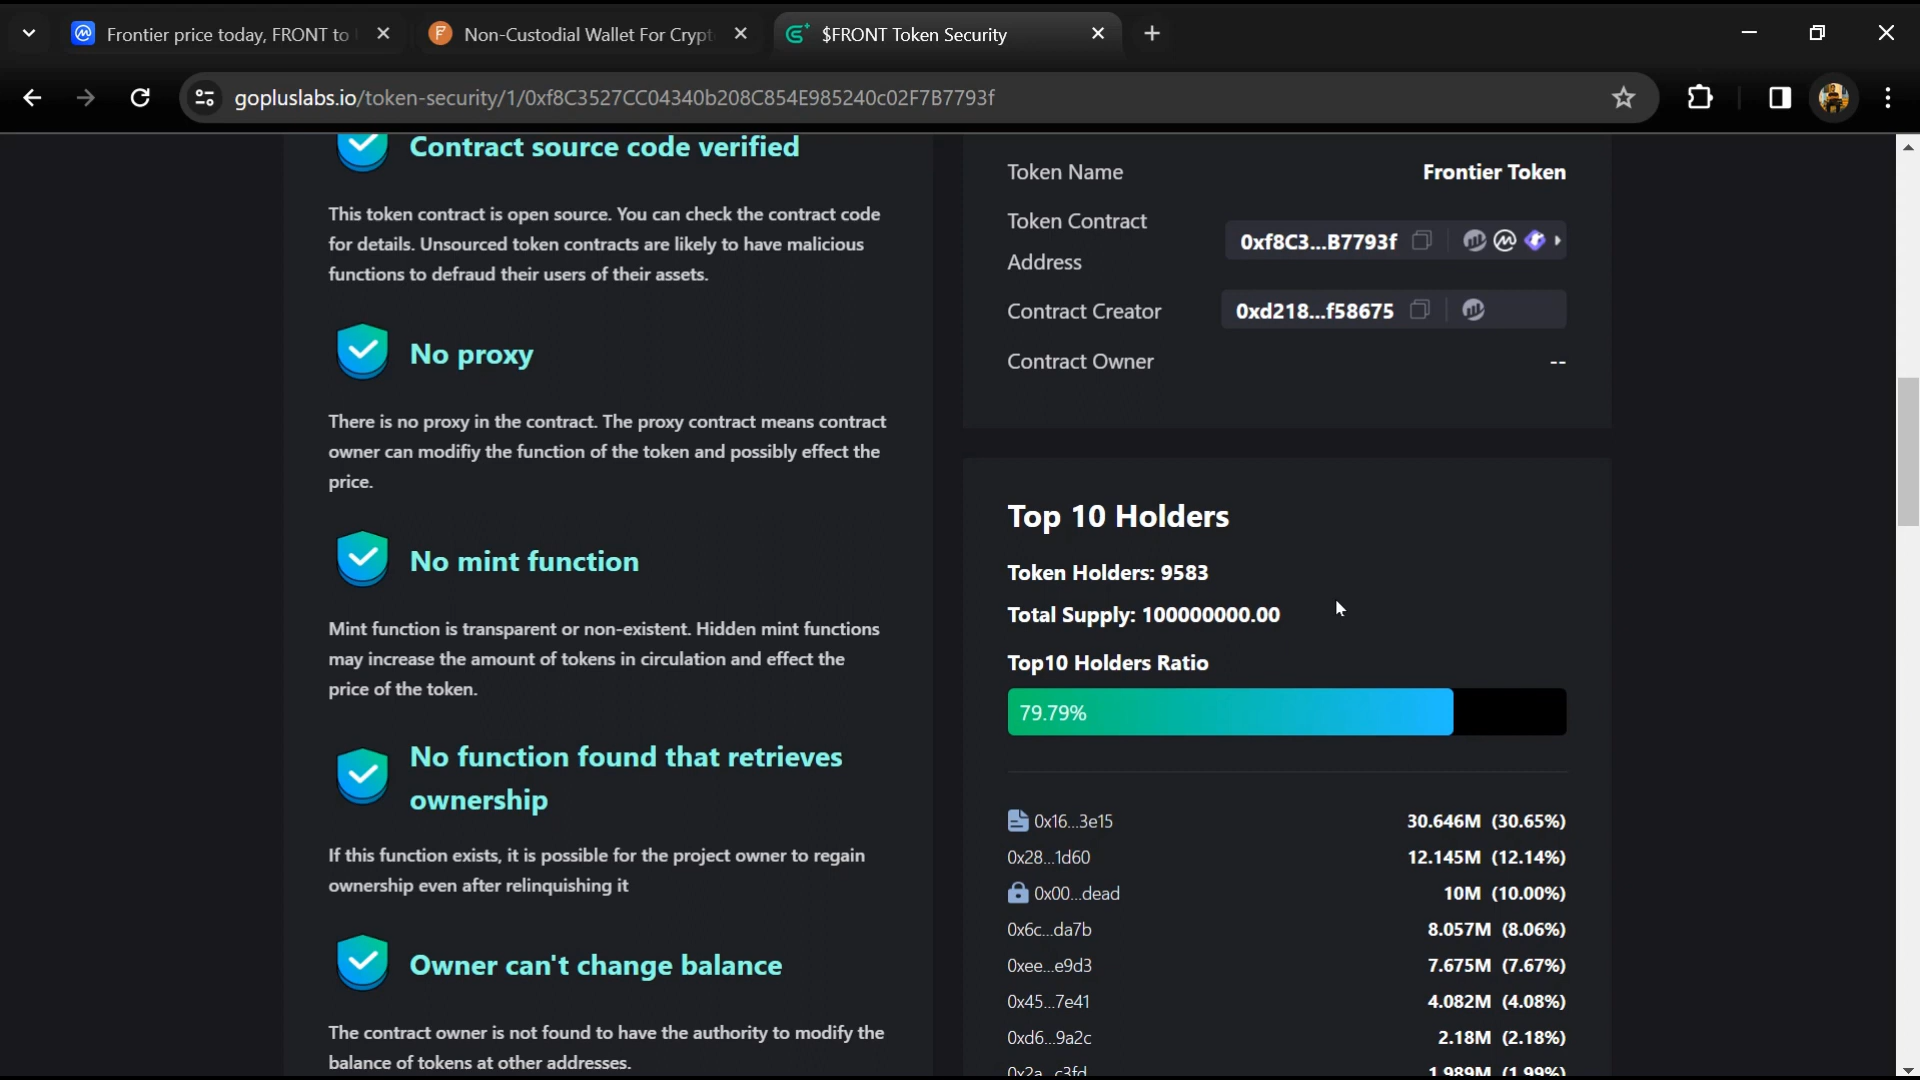 Frontier price today, FRONT to
Non-Custodial Wallet For Crypt
$FRONT Token Security
gopluslabs.io/token-security/1/0xf8C3527CC04340b208C854E985240c02F7B7793f
Contract source code verified
This token contract is open source. You can check the contract code
for details. Unsourced token contracts are likely to have malicious
functions to defraud their users of their assets.
No proxy
There is no proxy in the contract. The proxy contract means contract
owner can modifiy the function of the token and possibly effect the
price.
No mint function
Mint function is transparent or non-existent. Hidden mint functions
may increase the amount of tokens in circulation and effect the
price of the token.
No function found that retrieves
ownership
If this function exists, it is possible for the project owner to regain
ownership even after relinquishing it
Owner can't change balance
The contract owner is not found to have the authority to modify the
balance of tokens at other addresses.
Token Name Frontier Token
Token Contract
Address 0xf8C3...B7793f
Contract Creator 0xd218...f58675
Contract Owner --
Top 10 Holders
Token Holders: 9583
Total Supply: 100000000.00
Top10 Holders Ratio
79.79%
0x16...3e15 30.646M (30.65%)
0x28...1d60 12.145M (12.14%)
0x00...dead 10M (10.00%)
0x6c...da7b 8.057M (8.06%)
0xee...e9d3 7.675M (7.67%)
0x45...7e41 4.082M (4.08%)
0xd6...9a2c 2.18M (2.18%)
0x2a...c3fd 1.989M (1.99%)